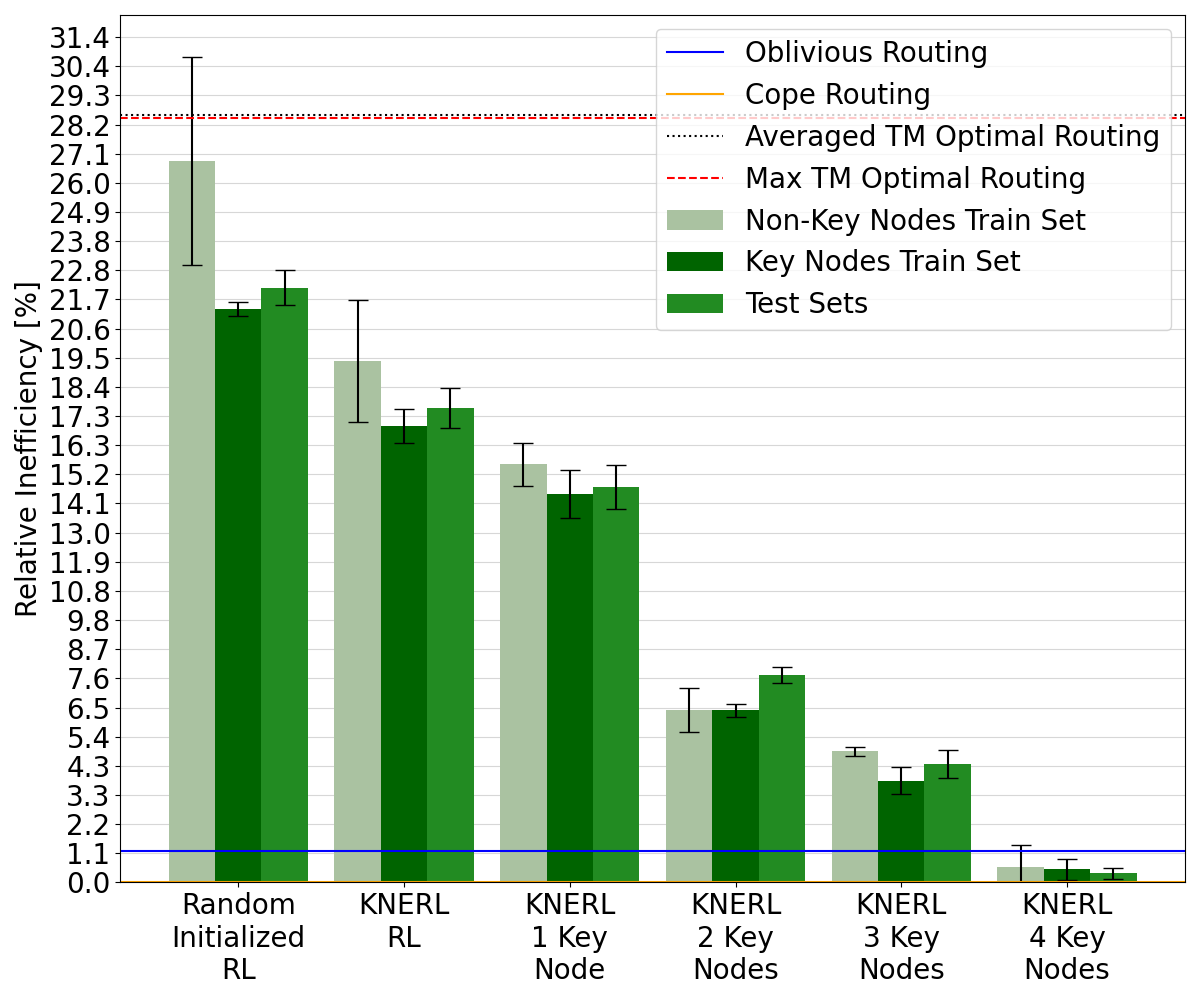 31.4
30.4
29.3
28.2
27.1
26.0
24.9
23.8
22.8
21.7
20.6
19.5
18.4
17.3
16.3
15.2
14.1
13.0
11.9
10.8
9.8
8.7
7.6
6.5
5.4
4.3
3.3
2.2
1.1
0.0
Relative Inefficiency [%]
Oblivious Routing
Cope Routing
Averaged TM Optimal Routing
Max TM Optimal Routing
Non-Key Nodes Train Set
Key Nodes Train Set
Test Sets
Random
Initialized
RL
KNERL
RL
KNERL
1 Key
Node
KNERL
2 Key
Nodes
KNERL
3 Key
Nodes
KNERL
4 Key
Nodes